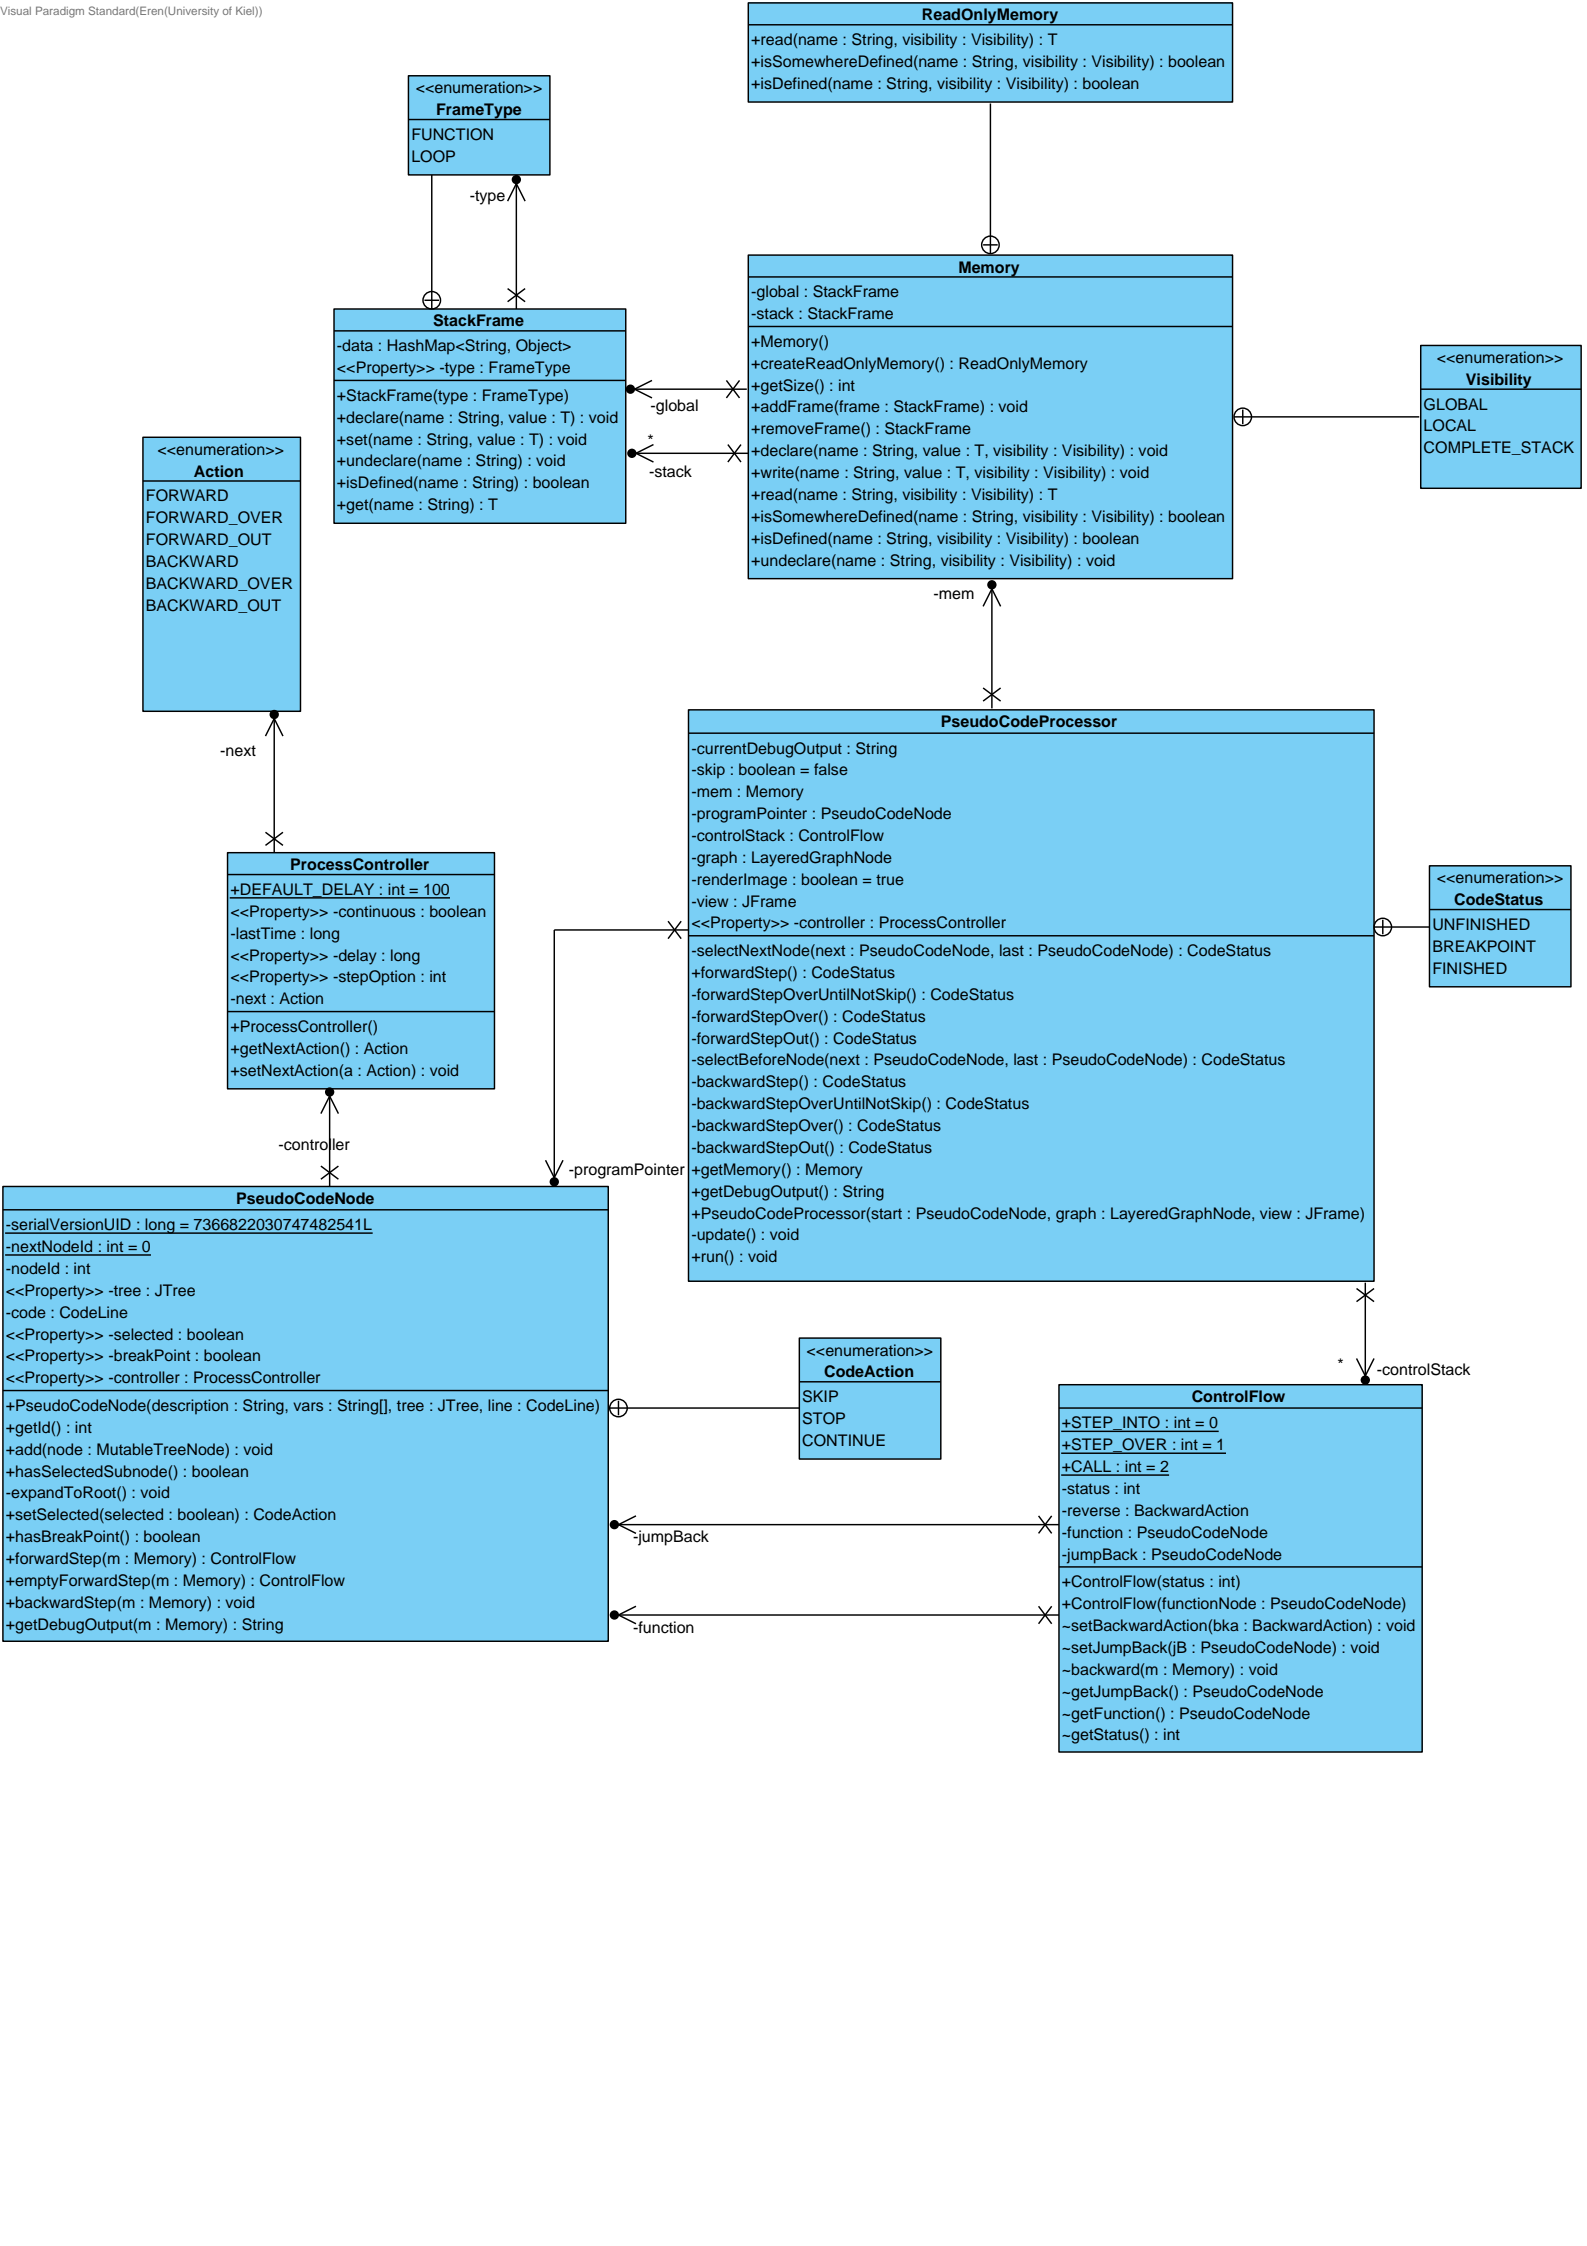 Visual Paradigm Standard(Eren(University of Kiel))
ReadOnlyMemory
+read(name : String, visibility : Visibility) : T
+isSomewhereDefined(name : String, visibility : Visibility) : boolean
+isDefined(name : String, visibility : Visibility) : boolean
<<enumeration>>
FrameType
FUNCTION
LOOP
-type
StackFrame
-data : HashMap<String, Object>
<<Property>> -type : FrameType
+StackFrame(type : FrameType)
+declare(name : String, value : T) : void
+set(name : String, value : T) : void
+undeclare(name : String) : void
+isDefined(name : String) : boolean
+get(name : String) : T
-global
*
-stack
Memory
-global : StackFrame
-stack : StackFrame
+Memory()
+createReadOnlyMemory() : ReadOnlyMemory
+getSize() : int
+addFrame(frame : StackFrame) : void
+removeFrame() : StackFrame
+declare(name : String, value : T, visibility : Visibility) : void
+write(name : String, value : T, visibility : Visibility) : void
+read(name : String, visibility : Visibility) : T
+isSomewhereDefined(name : String, visibility : Visibility) : boolean
+isDefined(name : String, visibility : Visibility) : boolean
+undeclare(name : String, visibility : Visibility) : void
<<enumeration>>
Visibility
GLOBAL
LOCAL
COMPLETE_STACK
<<enumeration>>
Action
FORWARD
FORWARD_OVER
FORWARD_OUT
BACKWARD
BACKWARD_OVER
BACKWARD_OUT
-mem
-next
PseudoCodeProcessor
-currentDebugOutput : String
-skip : boolean = false
-mem : Memory
-programPointer : PseudoCodeNode
-controlStack : ControlFlow
-graph : LayeredGraphNode
-renderImage : boolean = true
-view : JFrame
<<Property>> -controller : ProcessController
-selectNextNode(next : PseudoCodeNode, last : PseudoCodeNode) : CodeStatus
+forwardStep() : CodeStatus
-forwardStepOverUntilNotSkip() : CodeStatus
-forwardStepOver() : CodeStatus
-forwardStepOut() : CodeStatus
-selectBeforeNode(next : PseudoCodeNode, last : PseudoCodeNode) : CodeStatus
-backwardStep() : CodeStatus
-backwardStepOverUntilNotSkip() : CodeStatus
-backwardStepOver() : CodeStatus
-backwardStepOut() : CodeStatus
+getMemory() : Memory
+getDebugOutput() : String
+PseudoCodeProcessor(start : PseudoCodeNode, graph : LayeredGraphNode, view : JFrame)
-update() : void
+run() : void
<<enumeration>>
CodeStatus
UNFINISHED
BREAKPOINT
FINISHED
ProcessController
+DEFAULT_DELAY : int = 100
<<Property>> -continuous : boolean
-lastTime : long
<<Property>> -delay : long
<<Property>> -stepOption : int
-next : Action
+ProcessController()
+getNextAction() : Action
+setNextAction(a : Action) : void
-controller
-programPointer
PseudoCodeNode
-serialVersionUID : long = 7366822030747482541L
-nextNodeId : int = 0
-nodeId : int
<<Property>> -tree : JTree
-code : CodeLine
<<Property>> -selected : boolean
<<Property>> -breakPoint : boolean
<<Property>> -controller : ProcessController
+PseudoCodeNode(description : String, vars : String[], tree : JTree, line : CodeLine)
+getId() : int
+add(node : MutableTreeNode) : void
+hasSelectedSubnode() : boolean
-expandToRoot() : void
+setSelected(selected : boolean) : CodeAction
+hasBreakPoint() : boolean
+forwardStep(m : Memory) : ControlFlow
+emptyForwardStep(m : Memory) : ControlFlow
+backwardStep(m : Memory) : void
+getDebugOutput(m : Memory) : String
<<enumeration>>
CodeAction
SKIP
STOP
CONTINUE
*
-controlStack
-jumpBack
-function
ControlFlow
+STEP_INTO : int = 0
+STEP_OVER : int = 1
+CALL : int = 2
-status : int
-reverse : BackwardAction
-function : PseudoCodeNode
-jumpBack : PseudoCodeNode
+ControlFlow(status : int)
+ControlFlow(functionNode : PseudoCodeNode)
~setBackwardAction(bka : BackwardAction) : void
~setJumpBack(jB : PseudoCodeNode) : void
~backward(m : Memory) : void
~getJumpBack() : PseudoCodeNode
~getFunction() : PseudoCodeNode
~getStatus() : int